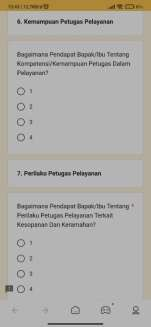 6. Kemampuan Petugas Pelayanan
Bagaimana Pendapat Bapak/Ibu Tentang
Kompetensi/Kemampuan Petugas Dalam
Pelayanan?
1
2
3
4
7. Perilaku Petugas Pelayanan
Bagaimana Pendapat Bapak/Ibu Tentang *
Perilaku Petugas Pelayanan Terkait
Kesopanan Dan Keramahan?
1
2
3
4